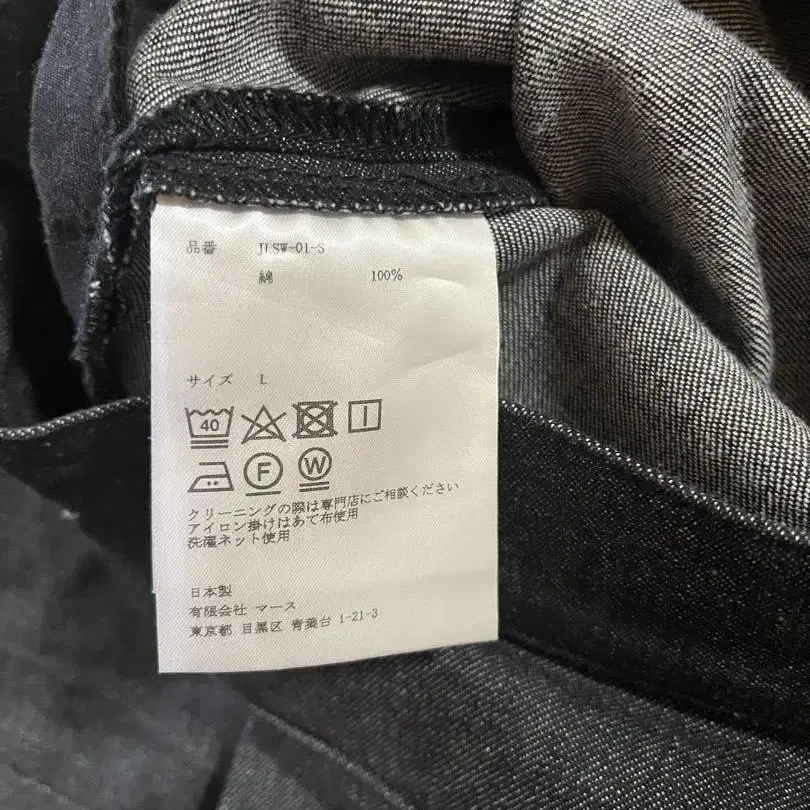 品番 JLSW-01-S
綿 100%
サイズ L
40
F W
クリーニングの際は専門店にご相談ください
アイロン掛けはあて布使用
洗濯ネット使用
日本製
有限会社 マース
東京都 目黒区 青葉台 1-21-3